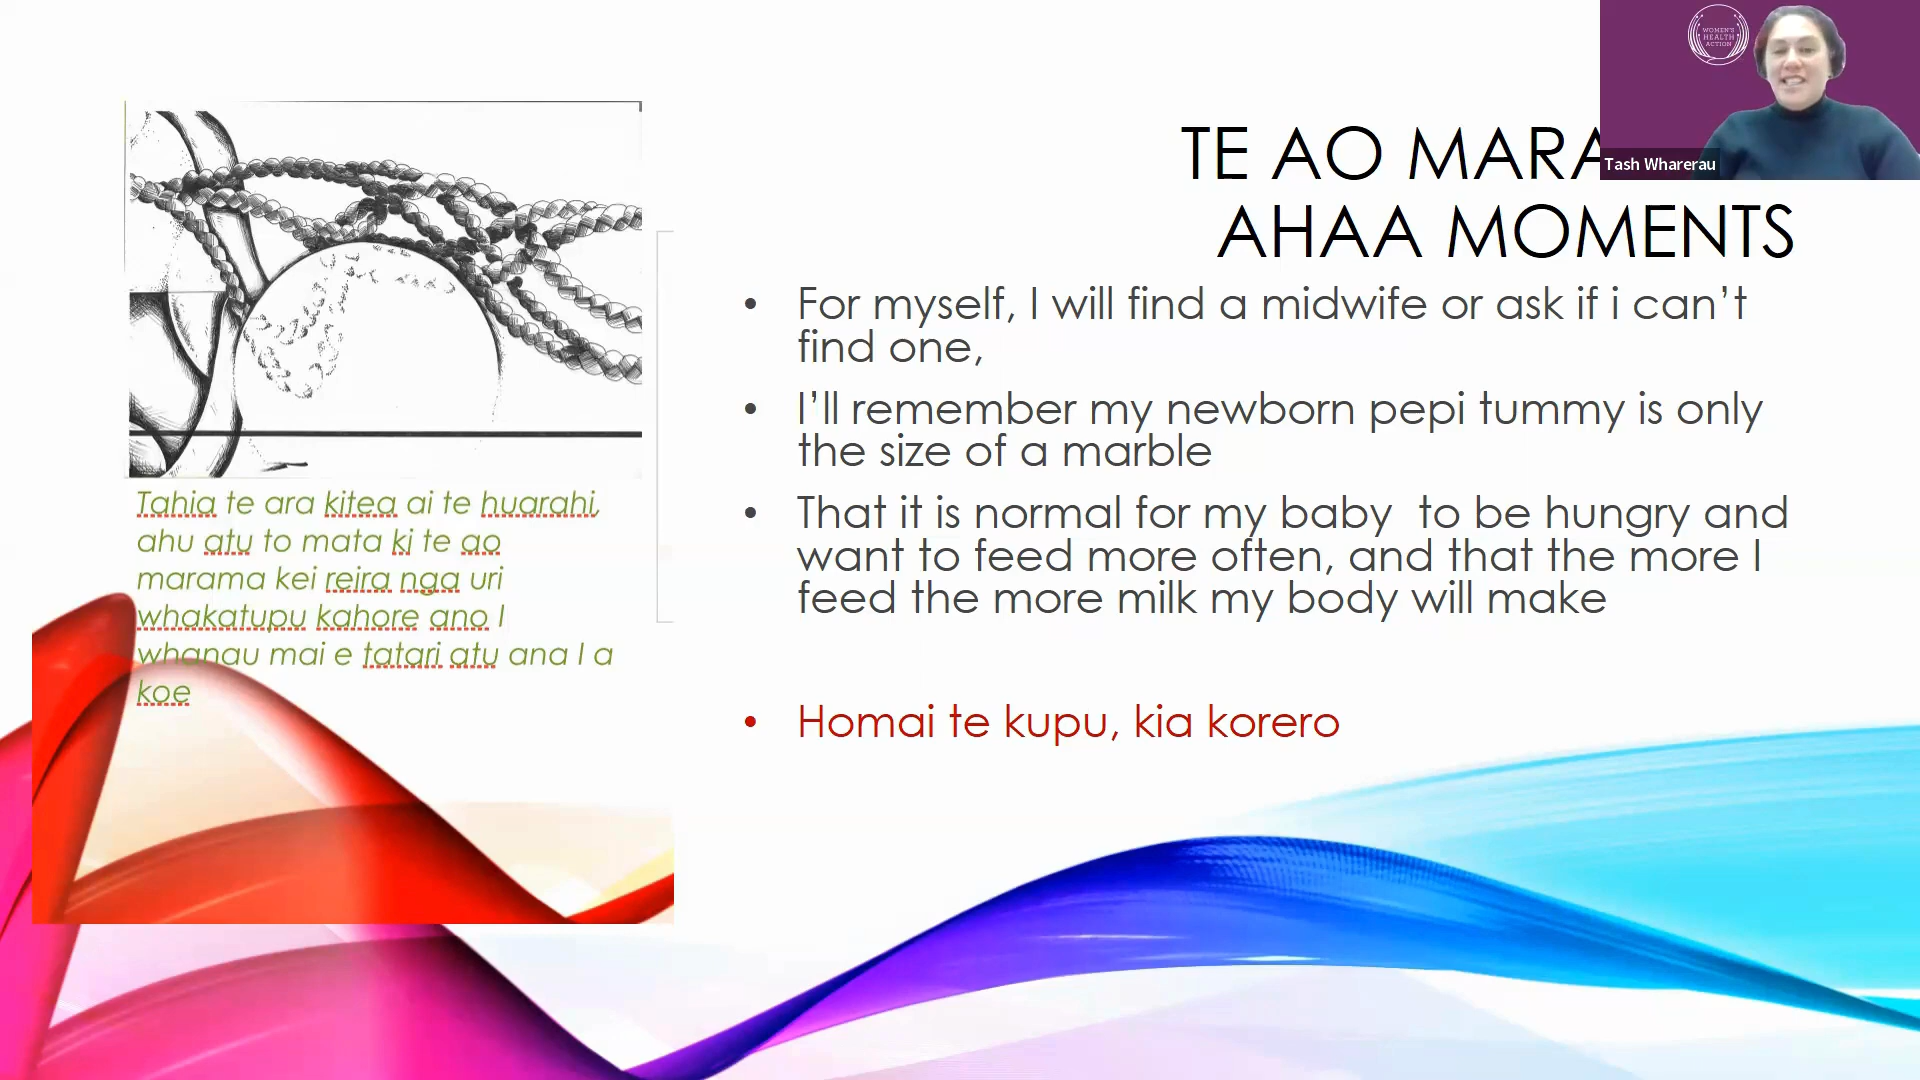 WOMEN'S
HEALTH
ACTION
Tash Wharerau
TE AO MARA
AHAA MOMENTS
• For myself, I will find a midwife or ask if i can't
find one,
• I'll remember my newborn pepi tummy is only
the size of a marble
• That it is normal for my baby  to be hungry and
want to feed more often, and that the more I
feed the more milk my body will make
• Homai te kupu, kia korero
Tahia te ara kitea ai te huarahi,
ahu atu to mata ki te ao
marama kei reira nga uri
whakatupu kahore ano I
whanau mai e tatari atu ana I a
koe